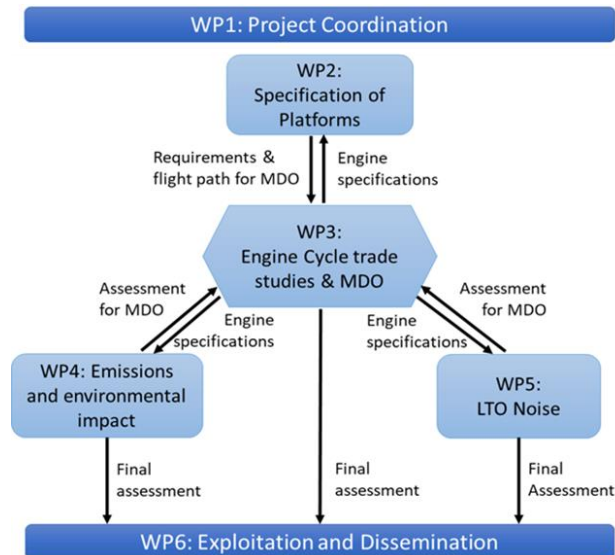 WP1: Project Coordination
WP2:
Specification of
Platforms
Requirements &
flight path for MDO
Engine
specifications
WP3:
Engine Cycle trade
studies & MDO
Assessment
for MDO
Engine
specifications
Engine
specifications
Assessment
for MDO
WP4: Emissions
and environmental
impact
WP5:
LTO Noise
Final
assessment
Final
assessment
Final
Assessment
WP6: Exploitation and Dissemination